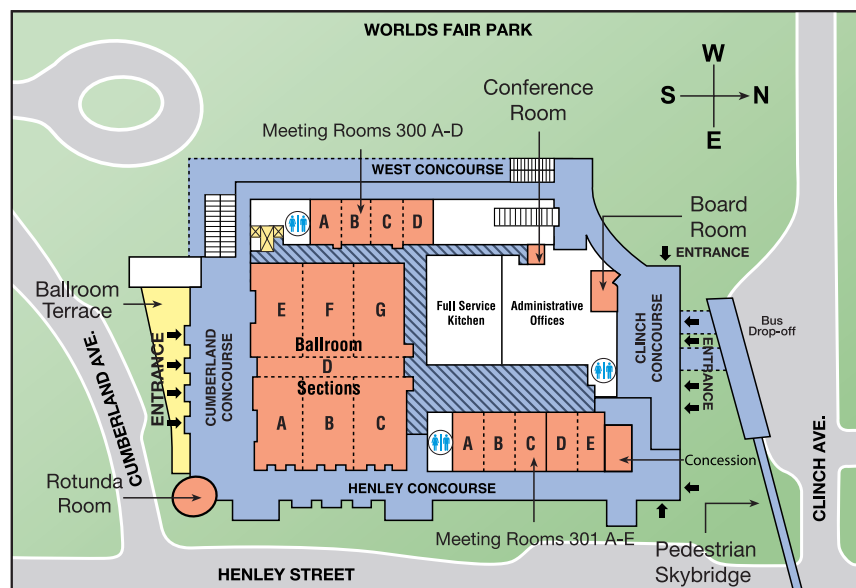 WORLDS FAIR PARK
W
S
N
E
Conference
Room
Meeting Rooms 300 A-D
WEST CONCOURSE
A
B
C
D
Board
Room
ENTRANCE
Ballroom
Terrace
E
F
G
Full Service
Kitchen
Administrative
Offices
Ballroom
D
Sections
A
B
C
CUMBERLAND
CONCOURSE
CLINCH
CONCOURSE
Bus
Drop-off
ENTRANCE
ENTRANCE
CUMBERLAND AVE.
CLINCH AVE.
A
B
C
D
E
Concession
Rotunda
Room
HENLEY CONCOURSE
Meeting Rooms 301 A-E
Pedestrian
Skybridge
HENLEY STREET